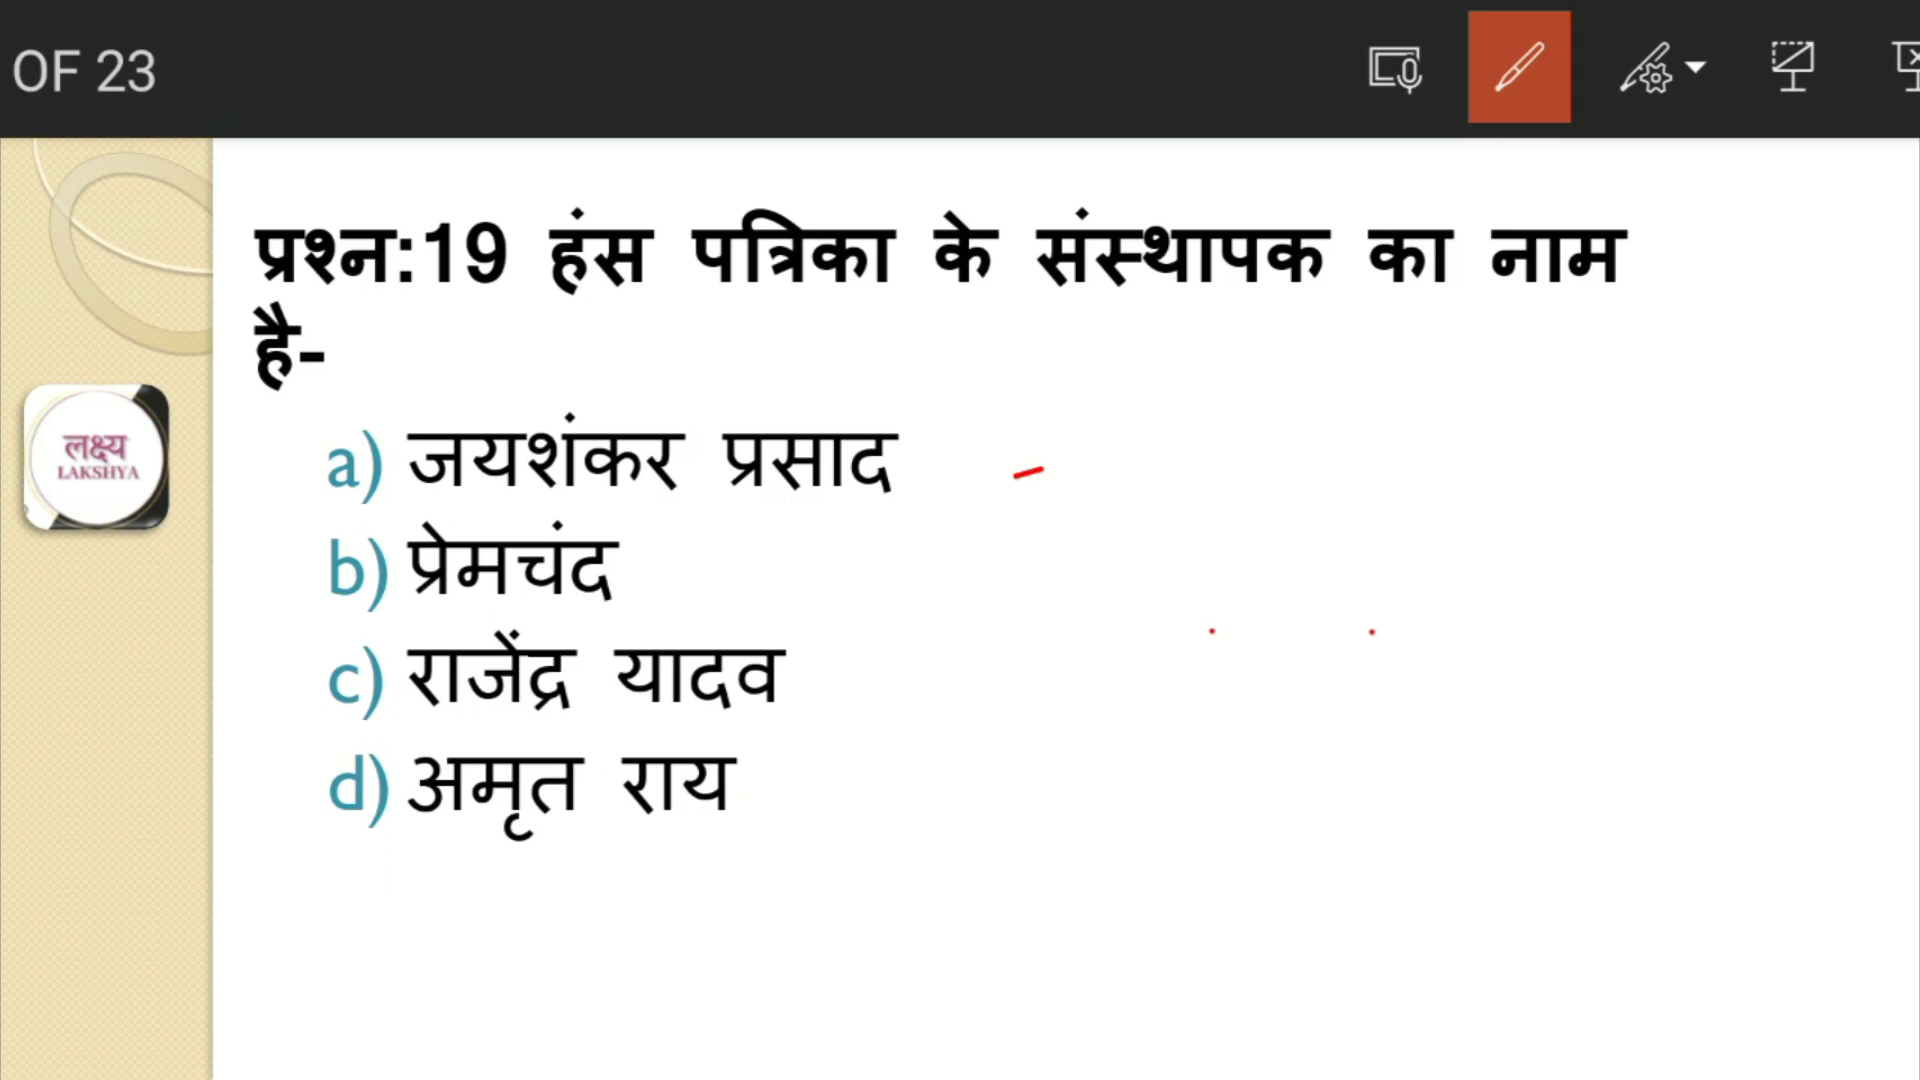 OF 23
प्रश्न:19 हंस पत्रिका के संस्थापक का नाम
है-
लक्ष्य
LAKSHYA
a) जयशंकर प्रसाद
b) प्रेमचंद
c) राजेंद्र यादव
d) अमृत राय